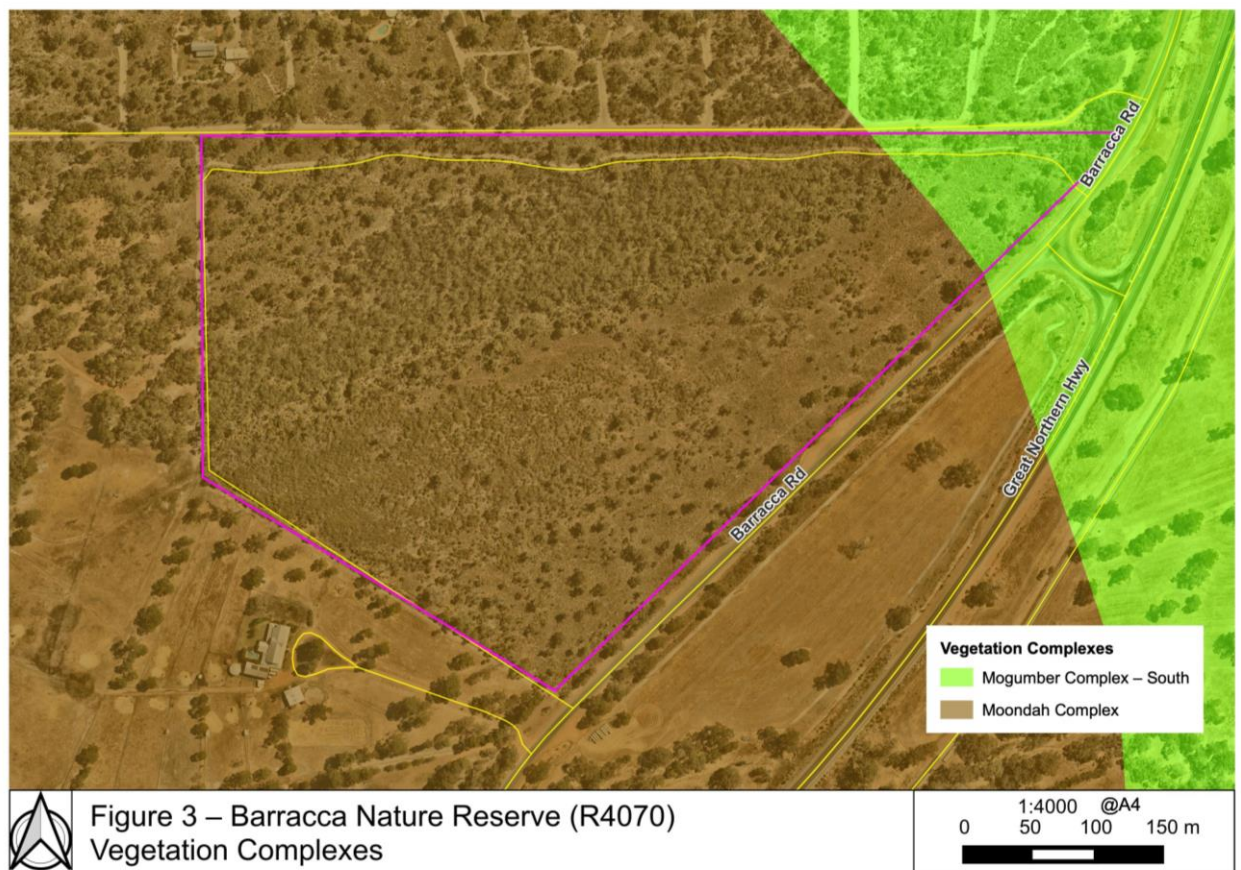 Barracca Rd
Great Northern Hwy
Barracca Rd
Vegetation Complexes
Mogumber Complex – South
Moondah Complex
Figure 3 – Barracca Nature Reserve (R4070)
Vegetation Complexes
1:4000 @A4
0 50 100 150 m